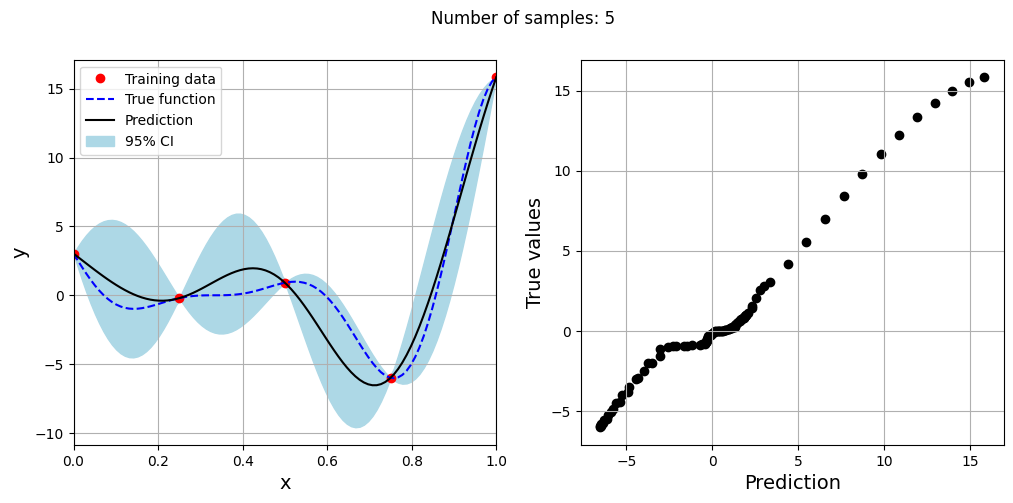 Number of samples: 5
Training data
True function
Prediction
95% CI
15
10
5
0
−5
−10
y
0.0 0.2 0.4 0.6 0.8 1.0
x
15
10
5
0
−5
True values
−5 0 5 10 15
Prediction